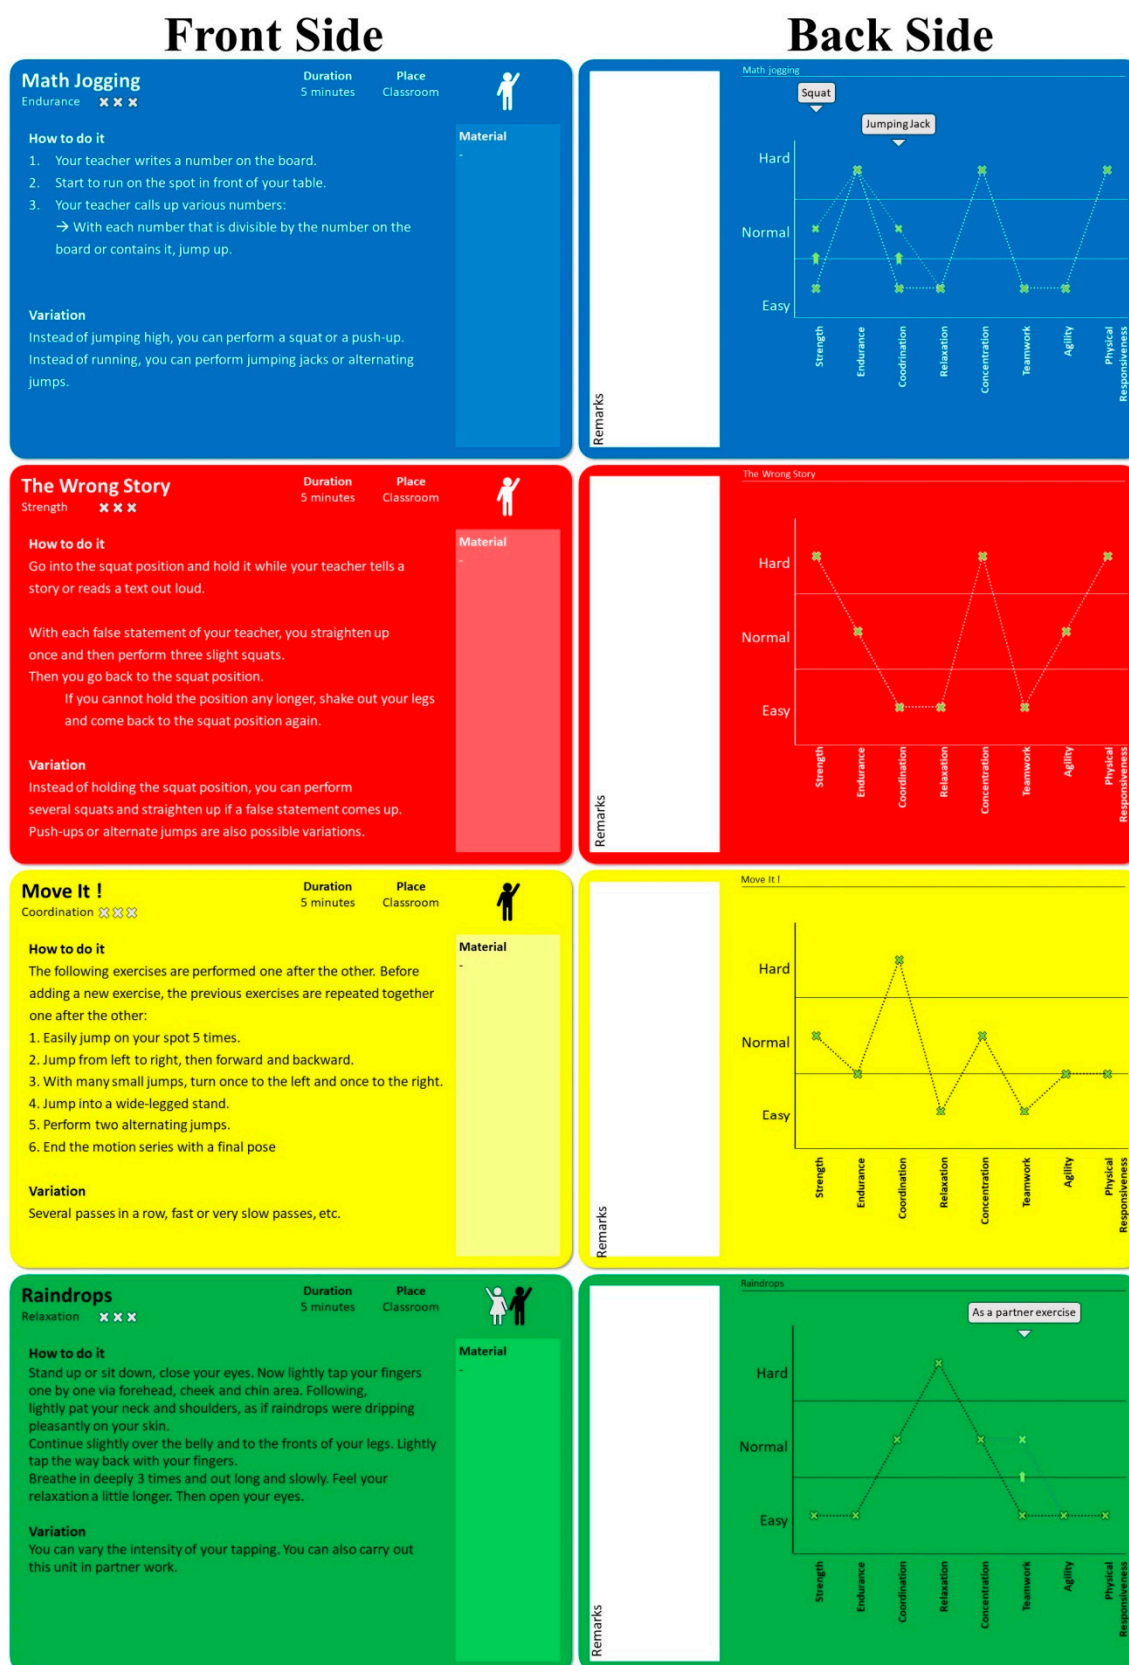 Front Side
Back Side
Math Jogging
Endurance
Duration
5 minutes
Place
Classroom
How to do it
1. Your teacher writes a number on the board.
2. Start to run on the spot in front of your table.
3. Your teacher calls up various numbers:
→ With each number that is divisible by the number on the
board or contains it, jump up.
Variation
Instead of jumping high, you can perform a squat or a push-up.
Instead of running, you can perform jumping jacks or alternating
jumps.
Material
-
Remarks
Math jogging
Squat
Jumping Jack
Hard
Normal
Easy
Strength
Endurance
Coodrination
Relaxation
Concentration
Teamwork
Agility
Physical
Responsiveness
The Wrong Story
Strength
Duration
5 minutes
Place
Classroom
How to do it
Go into the squat position and hold it while your teacher tells a
story or reads a text out loud.
With each false statement of your teacher, you straighten up
once and then perform three slight squats.
Then you go back to the squat position.
If you cannot hold the position any longer, shake out your legs
and come back to the squat position again.
Variation
Instead of holding the squat position, you can perform
several squats and straighten up if a false statement comes up.
Push-ups or alternate jumps are also possible variations.
Material
-
Remarks
The Wrong Story
Hard
Normal
Easy
Strength
Endurance
Coordination
Relaxation
Concentration
Teamwork
Agility
Physical
Responsiveness
Move It !
Coordination
Duration
5 minutes
Place
Classroom
How to do it
The following exercises are performed one after the other. Before
adding a new exercise, the previous exercises are repeated together
one after the other:
1. Easily jump on your spot 5 times.
2. Jump from left to right, then forward and backward.
3. With many small jumps, turn once to the left and once to the right.
4. Jump into a wide-legged stand.
5. Perform two alternating jumps.
6. End the motion series with a final pose
Variation
Several passes in a row, fast or very slow passes, etc.
Material
-
Remarks
Move It !
Hard
Normal
Easy
Strength
Endurance
Coordination
Relaxation
Concentration
Teamwork
Agility
Physical
Responsiveness
Raindrops
Relaxation
Duration
5 minutes
Place
Classroom
How to do it
Stand up or sit down, close your eyes. Now lightly tap your fingers
one by one via forehead, cheek and chin area. Following,
lightly pat your neck and shoulders, as if raindrops were dripping
pleasantly on your skin.
Continue slightly over the belly and to the fronts of your legs. Lightly
tap the way back with your fingers.
Breathe in deeply 3 times and out long and slowly. Feel your
relaxation a little longer. Then open your eyes.
Variation
You can vary the intensity of your tapping. You can also carry out
this unit in partner work.
Material
-
Remarks
Raindrops
As a partner exercise
Hard
Normal
Easy
Strength
Endurance
Coordination
Relaxation
Concentration
Teamwork
Agility
Physical
Responsiveness